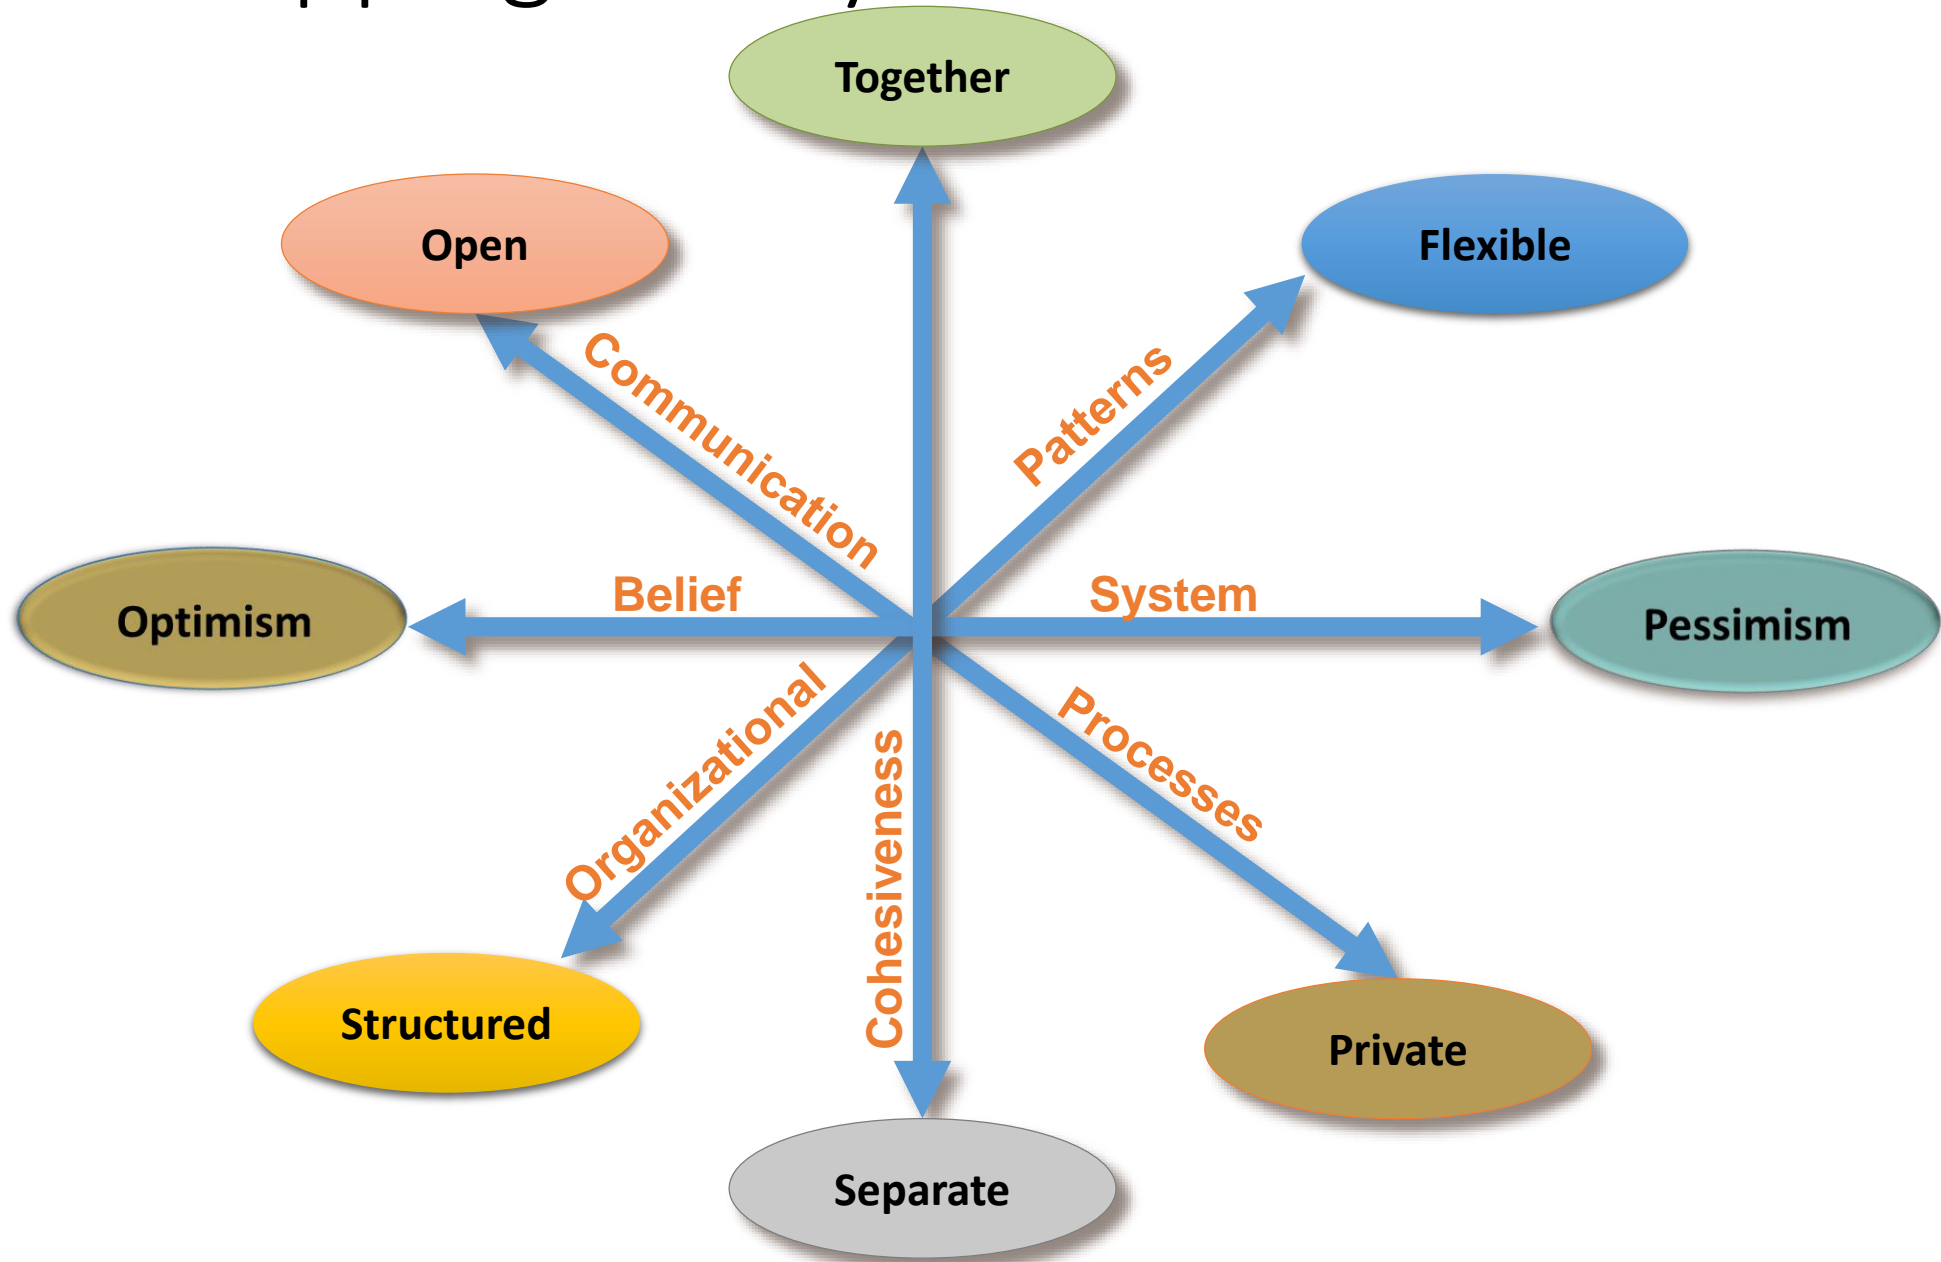 Together
Open
Flexible
Communication
Patterns
Optimism
Belief
System
Pessimism
Organizational
Cohesiveness
Processes
Structured
Private
Separate